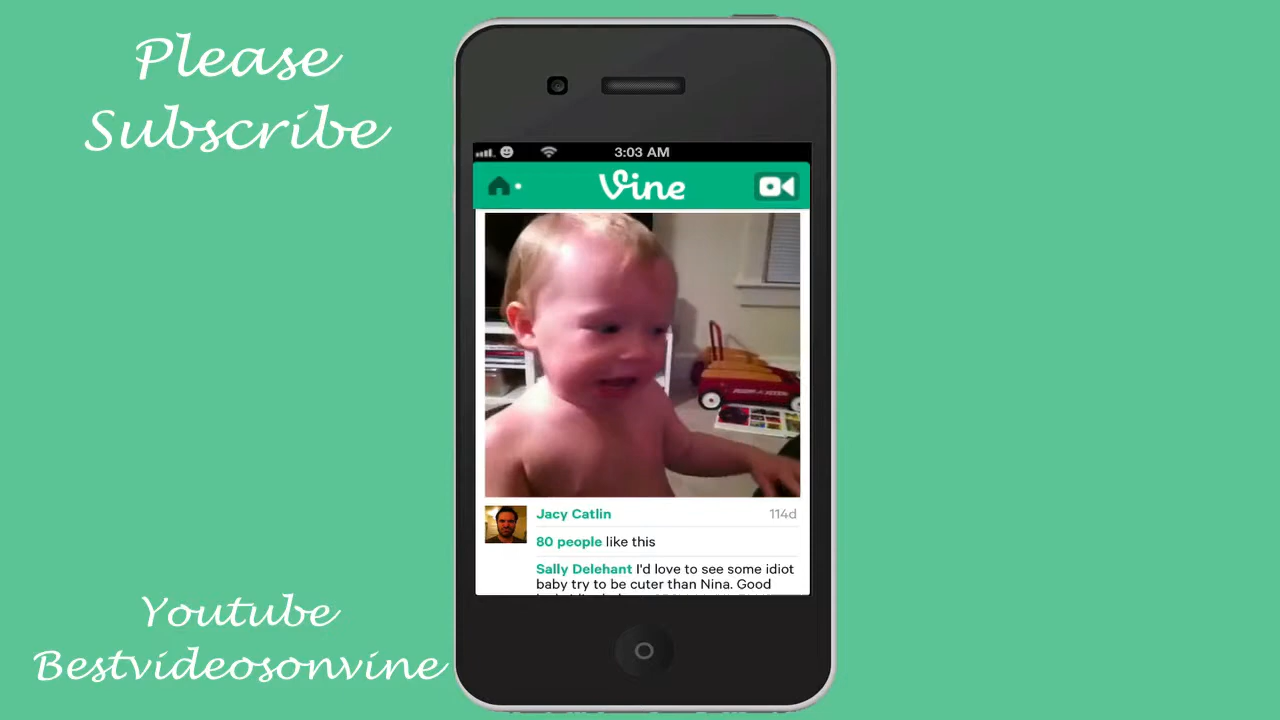 Please
Subscribe
3:03 AM
Vine
Jacy Catlin
114d
80 people like this
Sally Delehant I'd love to see some idiot
baby try to be cuter than Nina. Good
Youtube
Bestvideosonvine